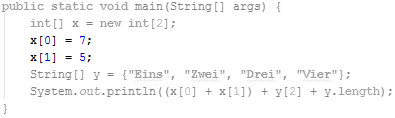 public static void main(String[] args) {
    int[] x = new int[2];
    x[0] = 7;
    x[1] = 5;
    String[] y = {"Eins", "Zwei", "Drei", "Vier"};
    System.out.println((x[0] + x[1]) + y[2] + y.length);
}